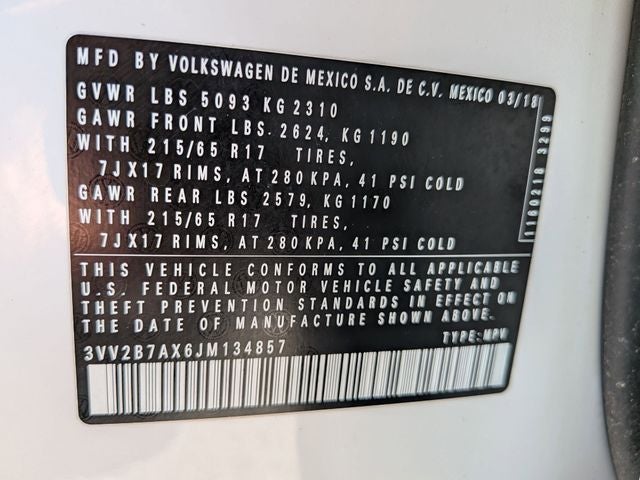 MFD BY VOLKSWAGEN DE MEXICO S.A. DE C.V. MEXICO 03/18
GVWR LBS 5093 KG 2310
GAWR FRONT LBS 2624, KG 1190
WITH 215/65 R17 TIRES,
7JX17 RIMS, AT 280 KPA, 41 PSI COLD
GAWR REAR LBS 2579, KG 1170
WITH 215/65 R17 TIRES,
7JX17 RIMS, AT 280 KPA, 41 PSI COLD
1180218 3299
THIS VEHICLE CONFORMS TO ALL APPLICABLE
U.S. FEDERAL MOTOR VEHICLE SAFETY AND
THEFT PREVENTION STANDARDS IN EFFECT ON
THE DATE OF MANUFACTURE SHOWN ABOVE.
3VV2B7AX6JM134857 TYPE: MPV